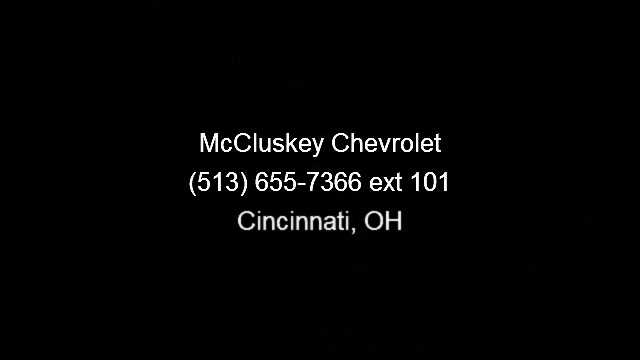 McCluskey Chevrolet
(513) 655-7366 ext 101
Cincinnati, OH